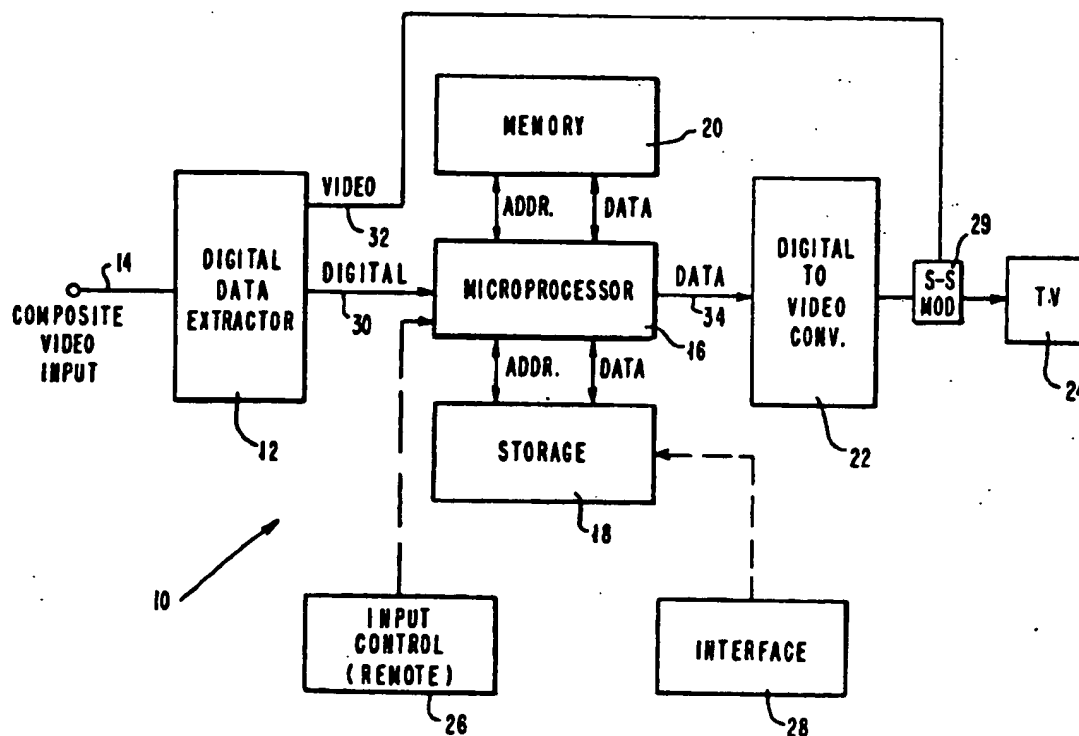 MEMORY
20
VIDEO
32
ADDR.
DATA
29
14
COMPOSITE
VIDEO
INPUT
DIGITAL
DATA
EXTRACTOR
12
DIGITAL
30
MICROPROCESSOR
16
DATA
34
DIGITAL
TO
VIDEO
CONV.
22
S-S
MOD
T.V
24
ADDR.
DATA
STORAGE
18
10
INPUT
CONTROL
(REMOTE)
26
INTERFACE
28